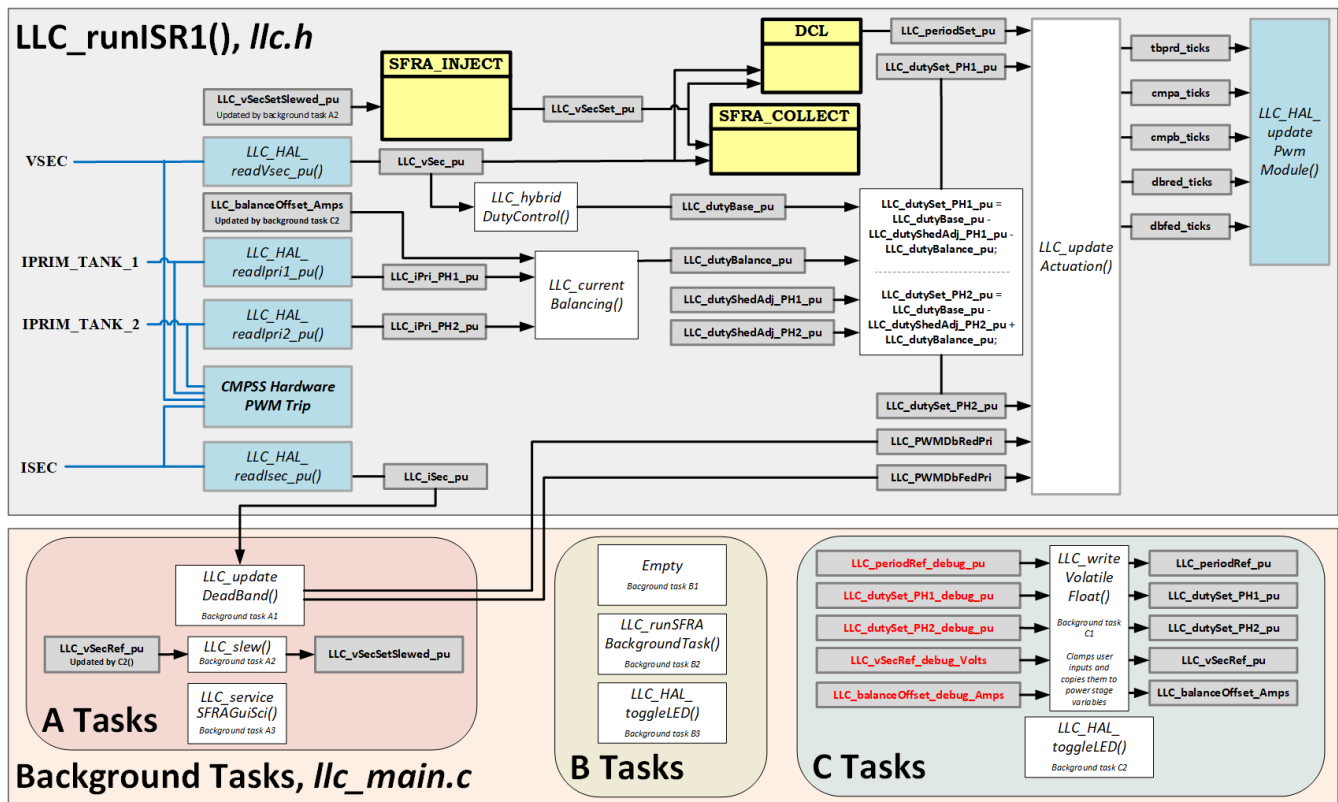 LLC_runISR1(), llc.h
LLC_vSecSetSlewed_pu
Updated by background task A2
SFRA_INJECT
LLC_vSecSet_pu
DCL
SFRA_COLLECT
LLC_periodSet_pu
LLC_dutySet_PH1_pu
VSEC
LLC_HAL_
readVsec_pu()
LLC_vSec_pu
LLC_balanceOffset_Amps
Updated by background task C2
LLC_hybrid
DutyControl()
LLC_dutyBase_pu
IPRIM_TANK_1
LLC_HAL_
readIpri1_pu()
LLC_iPri_PH1_pu
IPRIM_TANK_2
LLC_HAL_
readIpri2_pu()
LLC_iPri_PH2_pu
LLC_current
Balancing()
LLC_dutyBalance_pu
LLC_dutyShedAdj_PH1_pu
LLC_dutyShedAdj_PH2_pu
LLC_dutySet_PH1_pu =
LLC_dutyBase_pu -
LLC_dutyShedAdj_PH1_pu -
LLC_dutyBalance_pu;
LLC_dutySet_PH2_pu =
LLC_dutyBase_pu -
LLC_dutyShedAdj_PH2_pu +
LLC_dutyBalance_pu;
CMPSS Hardware
PWM Trip
ISEC
LLC_HAL_
readIsec_pu()
LLC_iSec_pu
LLC_dutySet_PH2_pu
LLC_PWMDbRedPri
LLC_PWMDbFedPri
LLC_update
Actuation()
tbprd_ticks
cmpa_ticks
cmpb_ticks
dbred_ticks
dbfed_ticks
LLC_HAL_
update
Pwm
Module()
LLC_update
DeadBand()
Background task A1
LLC_vSecRef_pu
Updated by C2()
LLC_slew()
Background task A2
LLC_vSecSetSlewed_pu
LLC_service
SFRAGuiSci()
Background task A3
A Tasks
Empty
Bacground task B1
LLC_runSFRA
BackgroundTask()
Background task B2
LLC_HAL_
toggleLED()
Background task B3
B Tasks
LLC_periodRef_debug_pu
LLC_dutySet_PH1_debug_pu
LLC_dutySet_PH2_debug_pu
LLC_vSecRef_debug_Volts
LLC_balanceOffset_debug_Amps
LLC_write
Volatile
Float()
Background task
C1
Clamps user
inputs and
copies them to
power stage
variables
LLC_periodRef_pu
LLC_dutySet_PH1_pu
LLC_dutySet_PH2_pu
LLC_vSecRef_pu
LLC_balanceOffset_Amps
LLC_HAL_
toggleLED()
Background task C2
C Tasks
Background Tasks, llc_main.c